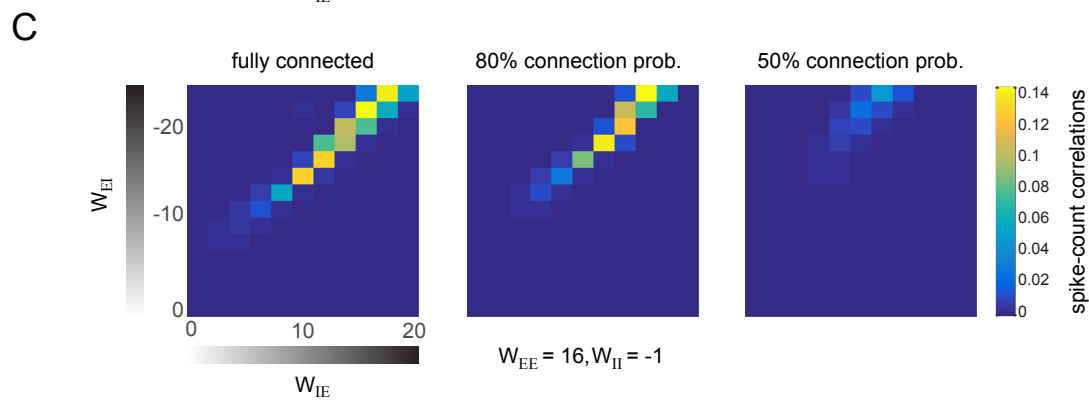 IE
C
fully connected
80% connection prob.
50% connection prob.
W_EI
-20
-10
0
0
10
20
W_IE
W_EE = 16, W_II = -1
0.14
0.12
0.1
0.08
0.06
0.04
0.02
0
spike-count correlations